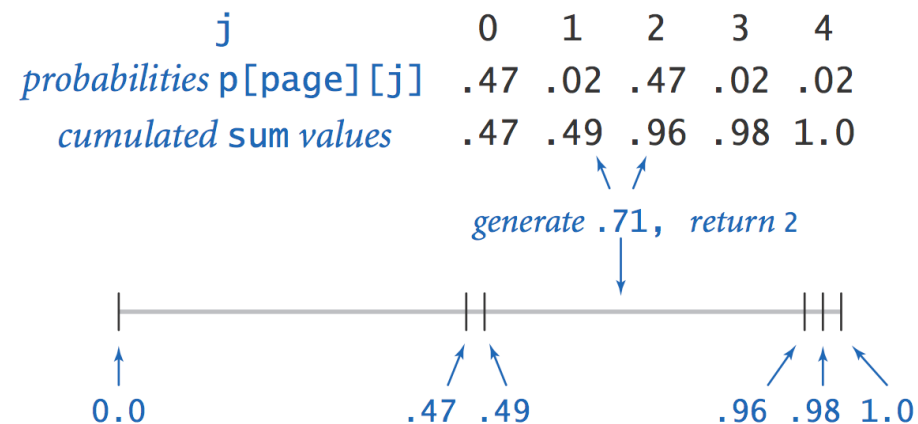 j 0 1 2 3 4
probabilities p[page][j] .47 .02 .47 .02 .02
cumulated sum values .47 .49 .96 .98 1.0
generate .71, return 2
0.0 .47 .49 .96 .98 1.0